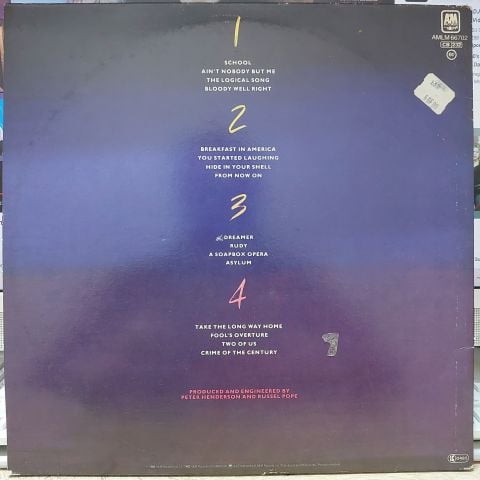 A&M
AMLM 66702
CB 232
1
SCHOOL
AIN'T NOBODY BUT ME
THE LOGICAL SONG
BLOODY WELL RIGHT
2
BREAKFAST IN AMERICA
YOU STARTED LAUGHING
HIDE IN YOUR SHELL
FROM NOW ON
3
DREAMER
RUDY
A SOAPBOX OPERA
ASYLUM
4
TAKE THE LONG WAY HOME
FOOL'S OVERTURE
TWO OF US
CRIME OF THE CENTURY
PRODUCED AND ENGINEERED BY
PETER HENDERSON AND RUSSEL POPE